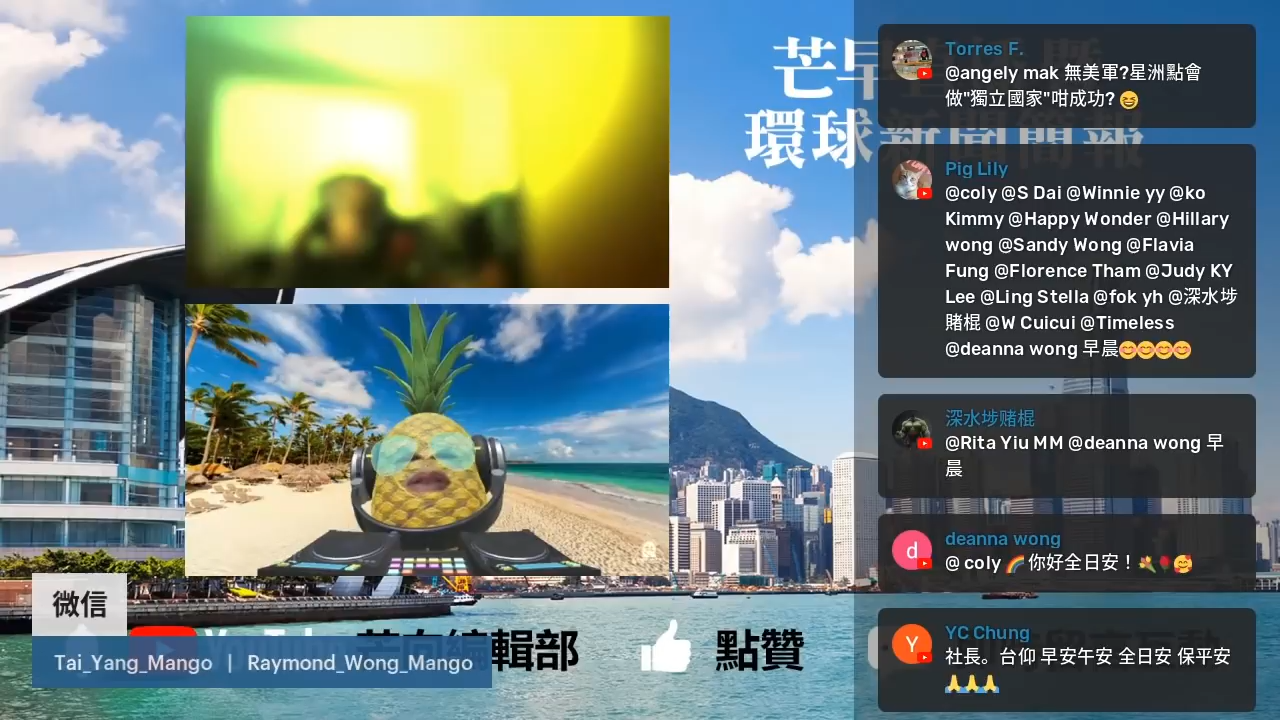 芒早
環球新聞簡報
Torres F.
@angely mak 無美軍?星洲點會
做"獨立國家"咁成功? 😆
Pig Lily
@coly @S Dai @Winnie yy @ko
Kimmy @Happy Wonder @Hillary
wong @Sandy Wong @Flavia
Fung @Florence Tham @Judy KY
Lee @Ling Stella @fok yh @深水埗
賭棍 @W Cuicui @Timeless
@deanna wong 早晨😊😊😊😊
深水埗赌棍
@Rita Yiu MM @deanna wong 早
晨
d
deanna wong
@ coly🌈你好全日安！💐🌹🥰
Y
YC Chung
社長。台仰 早安午安 全日安 保平安
🙏🙏🙏
微信
Tai_Yang_Mango | Raymond_Wong_Mango
編輯部
點贊